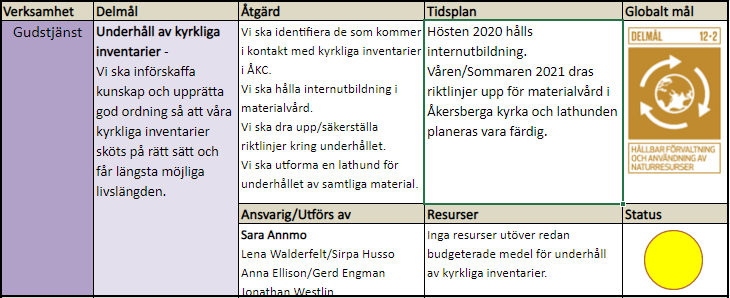 Verksamhet
Delmål
Åtgärd
Tidsplan
Globalt mål
Gudstjänst
Underhåll av kyrkliga
inventarier -
Vi ska införskaffa
kunskap och upprätta
god ordning så att våra
kyrkliga inventarier
sköts på rätt sätt och
får längsta möjliga
livslängden.
Vi ska identifiera de som kommer
i kontakt med kyrkliga inventarier
i ÅKC.
Vi ska hålla internutbildning i
materialvård.
Vi ska dra upp/säkerställa
riktlinjer kring underhållet.
Vi ska utforma en lathund för
underhållet av samtliga material.
Hösten 2020 hålls
internutbildning.
Våren/Sommaren 2021 dras
riktlinjer upp för materialvård i
Åkersberga kyrka och lathunden
planeras vara färdig.
DELMÅL 12·2
HÅLLBAR FÖRVALTNING
OCH ANVÄNDNING AV
NATURRESURSER
Ansvarig/Utförs av
Resurser
Status
Sara Annmo
Lena Walderfelt/Sirpa Husso
Anna Ellison/Gerd Engman
Jonathan Westlin
Inga resurser utöver redan
budgeterade medel för underhåll
av kyrkliga inventarier.